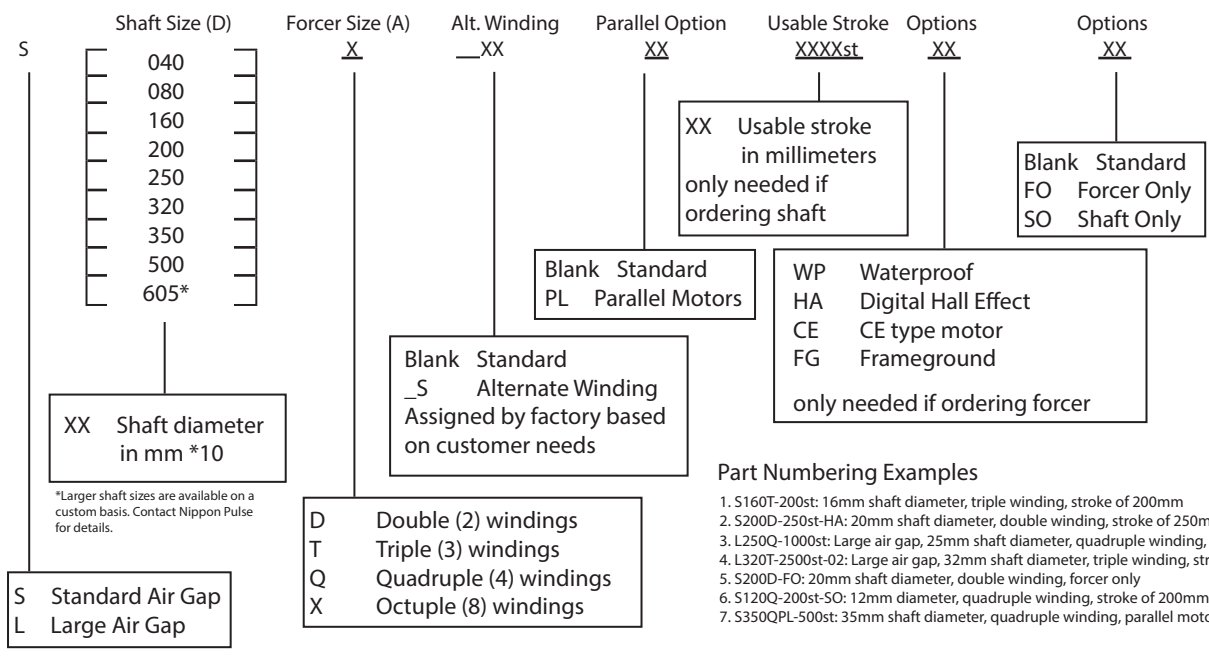 Shaft Size (D) Forcer Size (A) Alt. Winding Parallel Option Usable Stroke Options Options
S X __XX XX XXXXst XX XX
040
080
160
200
250
320
350
500
605*
XX Usable stroke
in millimeters
only needed if
ordering shaft
Blank Standard
FO Forcer Only
SO Shaft Only
Blank Standard
PL Parallel Motors
WP Waterproof
HA Digital Hall Effect
CE CE type motor
FG Frameground
only needed if ordering forcer
Blank Standard
_S Alternate Winding
Assigned by factory based
on customer needs
XX Shaft diameter
in mm *10
*Larger shaft sizes are available on a
custom basis. Contact Nippon Pulse
for details.
D Double (2) windings
T Triple (3) windings
Q Quadruple (4) windings
X Octuple (8) windings
S Standard Air Gap
L Large Air Gap
Part Numbering Examples
1. S160T-200st: 16mm shaft diameter, triple winding, stroke of 200mm
2. S200D-250st-HA: 20mm shaft diameter, double winding, stroke of
3. L250Q-1000st: Large air gap, 25mm shaft diameter, quadruple winding,
4. L320T-2500st-02: Large air gap, 32mm shaft diameter, triple winding,
5. S200D-FO: 20mm shaft diameter, double winding, forcer only
6. S120Q-200st-SO: 12mm diameter, quadruple winding, stroke of 200mm
7. S350QPL-500st: 35mm shaft diameter, quadruple winding, parallel